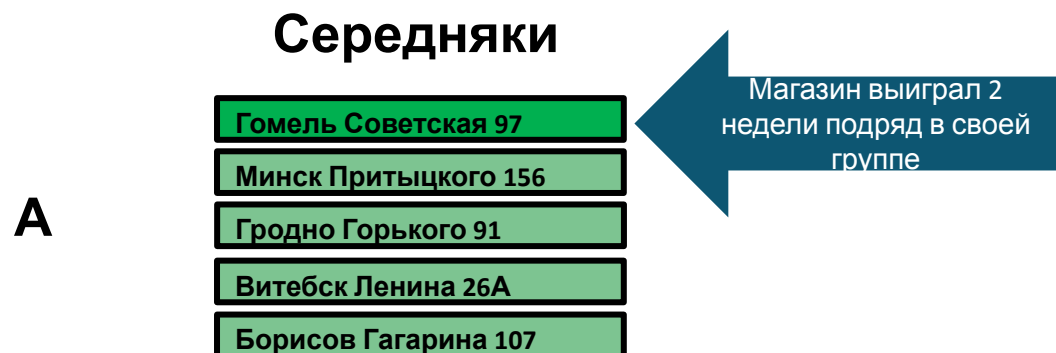 Середняки
Магазин выиграл 2
недели подряд в своей
группе
Гомель Советская 97
Минск Притыцкого 156
А
Гродно Горького 91
Витебск Ленина 26А
Борисов Гагарина 107